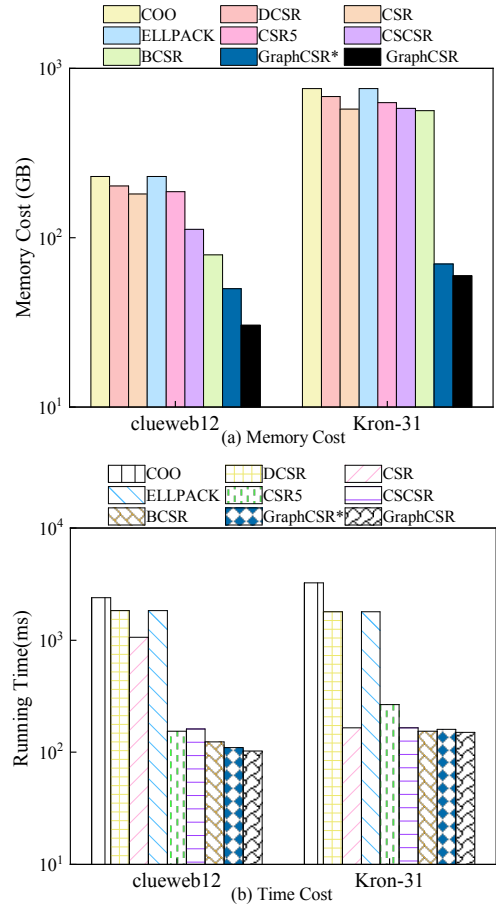 COO DCSR CSR
ELLPACK CSR5 CSCSR
BCSR GraphCSR* GraphCSR
10³
10²
10¹
Memory Cost (GB)
clueweb12 Kron-31
(a) Memory Cost
COO DCSR CSR
ELLPACK CSR5 CSCSR
BCSR GraphCSR* GraphCSR
10⁴
10³
10²
10¹
Running Time(ms)
clueweb12 Kron-31
(b) Time Cost